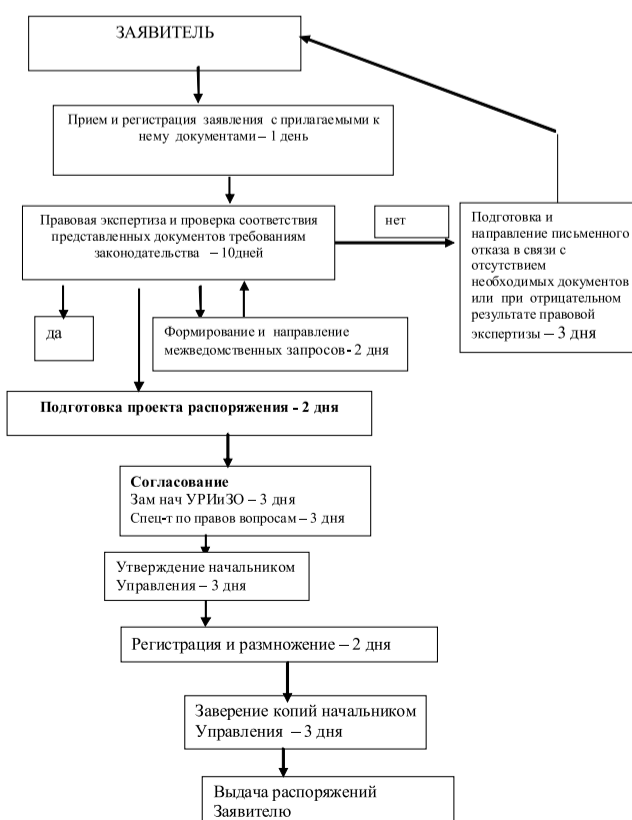 ЗАЯВИТЕЛЬ
Прием и регистрация заявления с прилагаемыми к
нему документами – 1 день
Правовая экспертиза и проверка соответствия
представленных документов требованиям
законодательства – 10дней
нет
Подготовка и
направление письменного
отказа в связи с
отсутствием
необходимых документов
или при отрицательном
результате правовой
экспертизы – 3 дня
да
Формирование и направление
межведомственных запросов- 2 дня
Подготовка проекта распоряжения - 2 дня
Согласование
Зам нач УРИиЗО – 3 дня
Спец-т по правов вопросам – 3 дня
Утверждение начальником
Управления – 3 дня
Регистрация и размножение – 2 дня
Заверение копий начальником
Управления – 3 дня
Выдача распоряжений
Заявителю